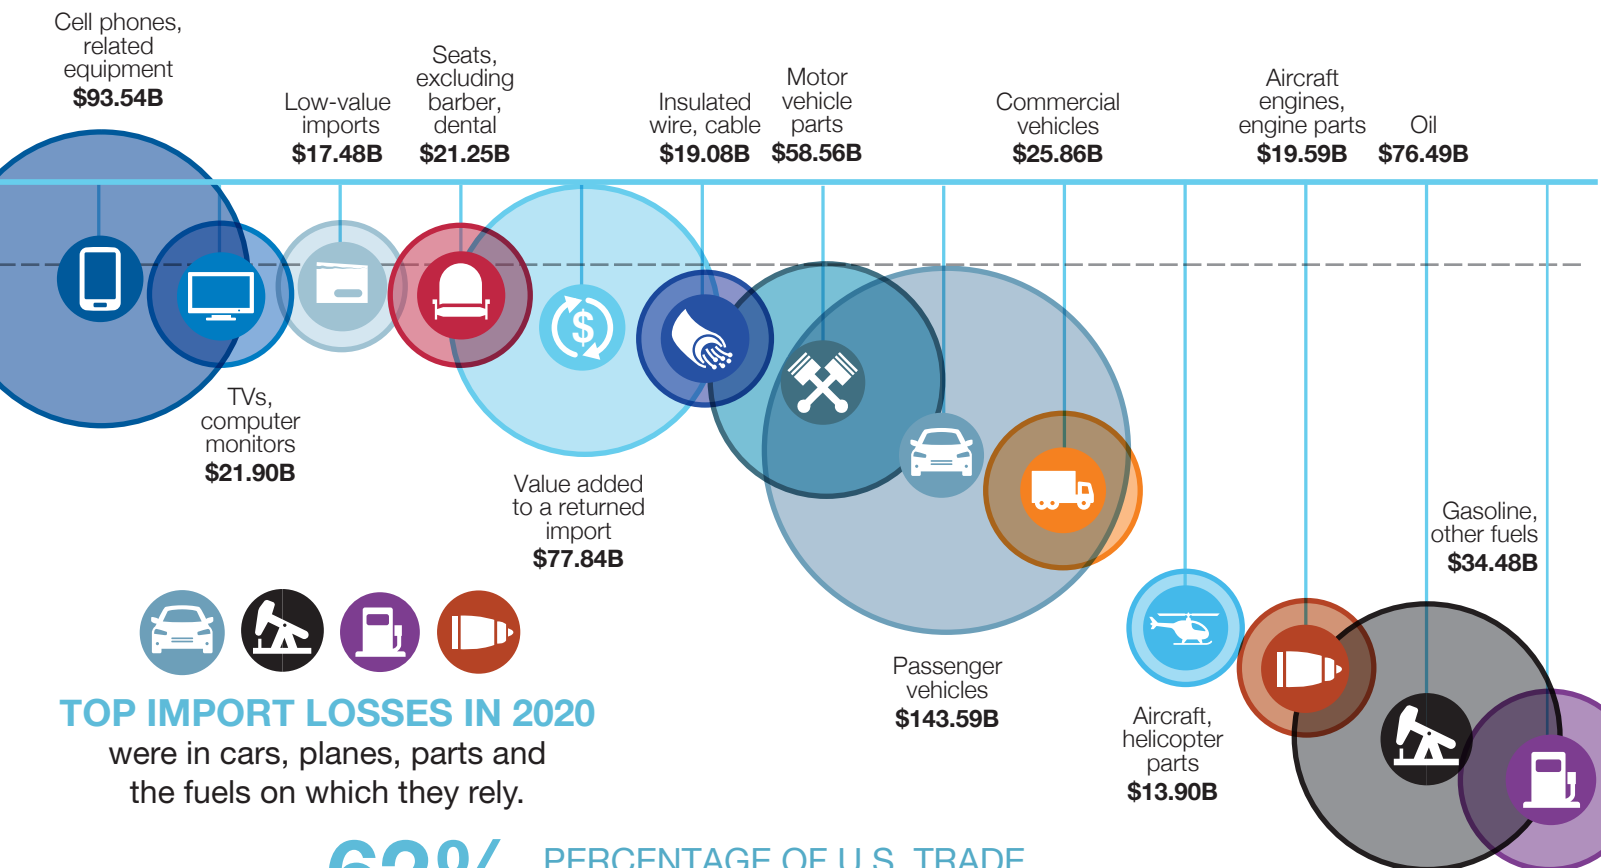 Cell phones,
related
equipment
$93.54B
Low-value
imports
$17.48B
Seats,
excluding
barber,
dental
$21.25B
Insulated
wire, cable
$19.08B
Motor
vehicle
parts
$58.56B
Commercial
vehicles
$25.86B
Aircraft
engines,
engine parts
$19.59B
Oil
$76.49B
$
TVs,
computer
monitors
$21.90B
Value added
to a returned
import
$77.84B
Gasoline,
other fuels
$34.48B
Passenger
vehicles
$143.59B
Aircraft,
helicopter
parts
$13.90B
TOP IMPORT LOSSES IN 2020
were in cars, planes, parts and
the fuels on which they rely.
PERCENTAGE OF U.S. TRADE